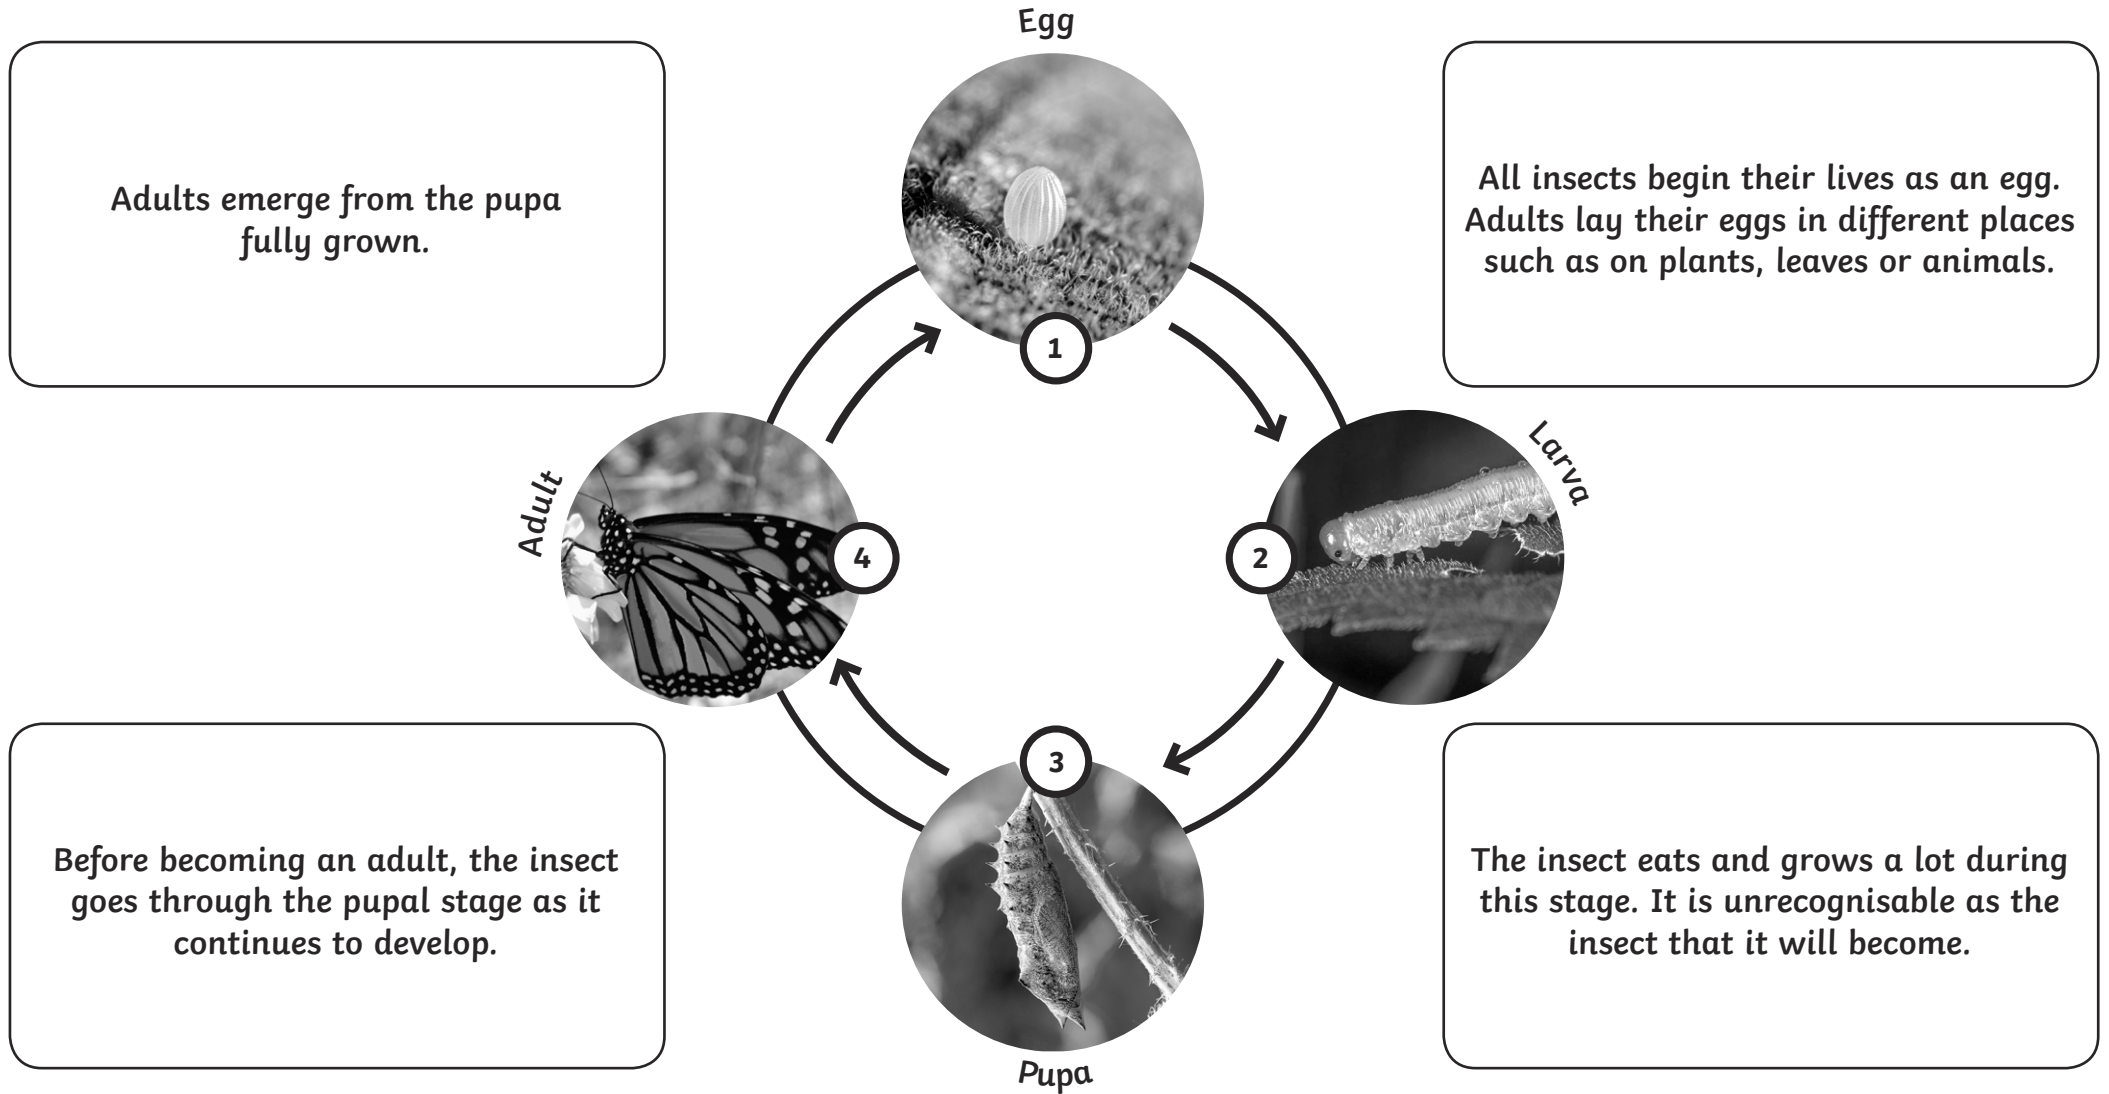 Egg
Adults emerge from the pupa
fully grown.
All insects begin their lives as an egg.
Adults lay their eggs in different places
such as on plants, leaves or animals.
1
Adult
4
2
Larva
3
Before becoming an adult, the insect
goes through the pupal stage as it
continues to develop.
The insect eats and grows a lot during
this stage. It is unrecognisable as the
insect that it will become.
Pupa